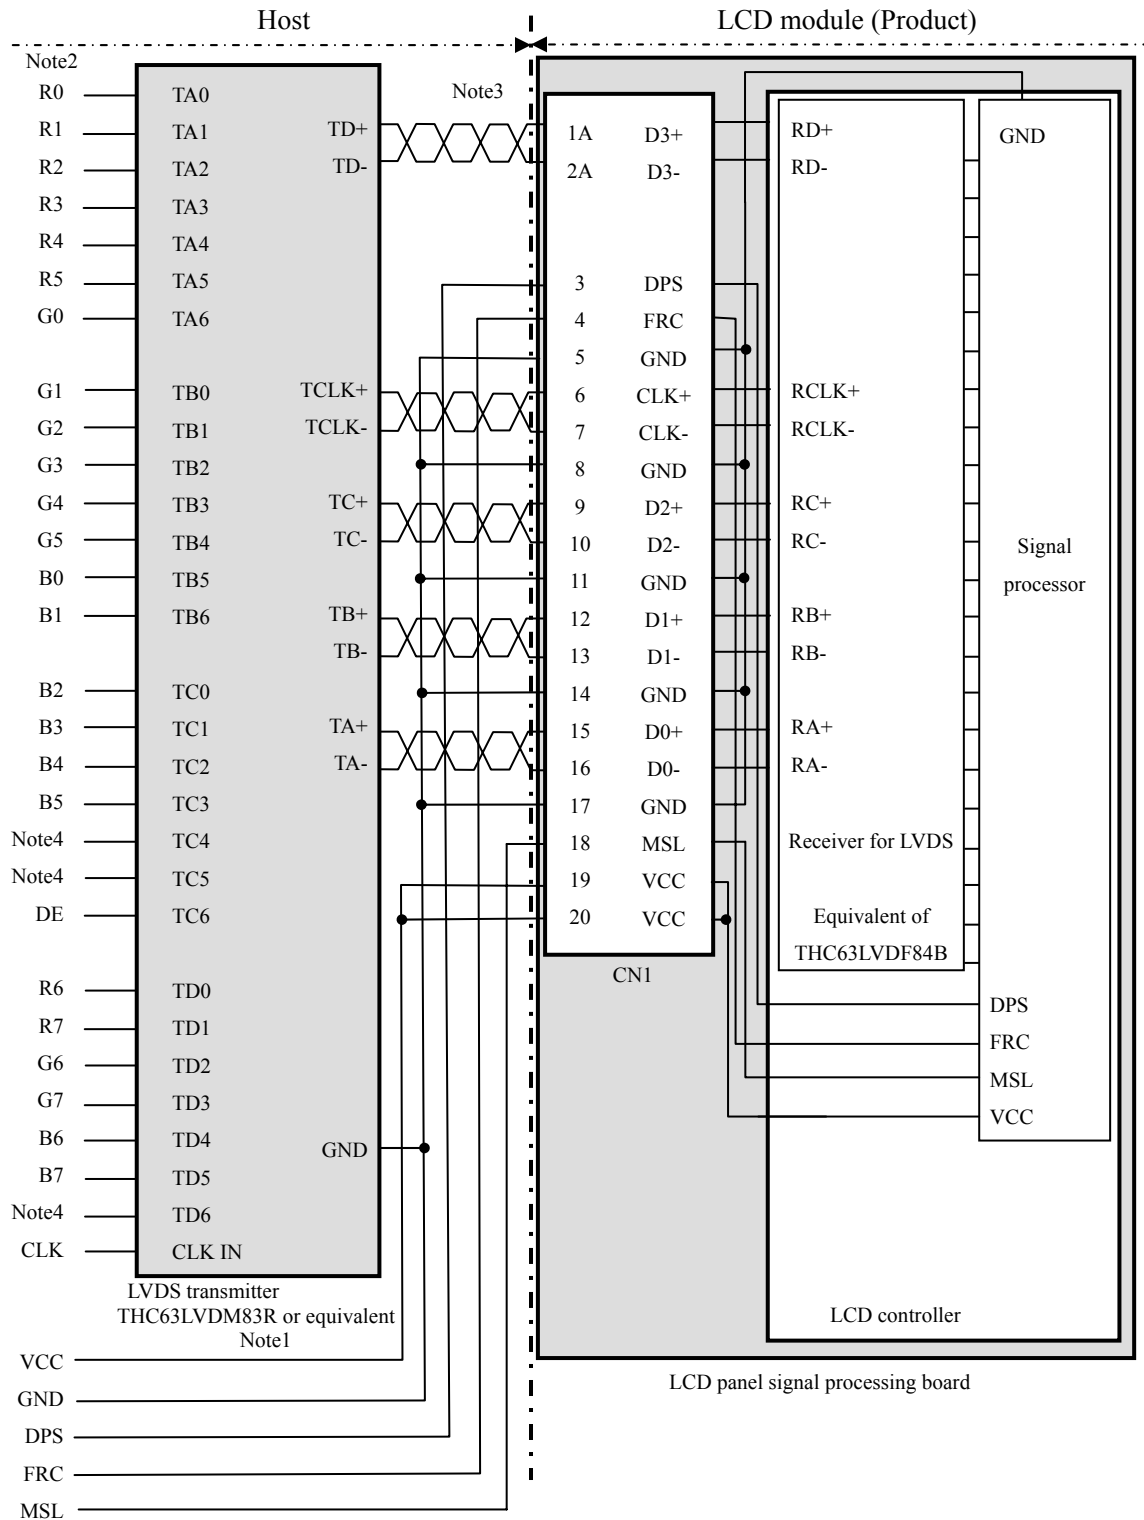 Host
LCD module (Product)
Note2
Note3
R0 TA0
R1 TA1 TD+
R2 TA2 TD-
R3 TA3
R4 TA4
R5 TA5
G0 TA6
G1 TB0 TCLK+
G2 TB1 TCLK-
G3 TB2
G4 TB3 TC+
G5 TB4 TC-
B0 TB5
B1 TB6 TB+
TB-
B2 TC0
B3 TC1 TA+
B4 TC2 TA-
B5 TC3
Note4 TC4
Note4 TC5
DE TC6
R6 TD0
R7 TD1
G6 TD2
G7 TD3
B6 TD4 GND
B7 TD5
Note4 TD6
CLK CLK IN
LVDS transmitter
THC63LVDM83R or equivalent
Note1
VCC
GND
DPS
FRC
MSL
1A D3+ RD+
2A D3- RD-
3 DPS
4 FRC
5 GND
6 CLK+ RCLK+
7 CLK- RCLK-
8 GND
9 D2+ RC+
10 D2- RC-
11 GND
12 D1+ RB+
13 D1- RB-
14 GND
15 D0+ RA+
16 D0- RA-
17 GND
18 MSL
19 VCC
20 VCC
CN1
Receiver for LVDS
Equivalent of
THC63LVDF84B
GND
Signal
processor
DPS
FRC
MSL
VCC
LCD controller
LCD panel signal processing board